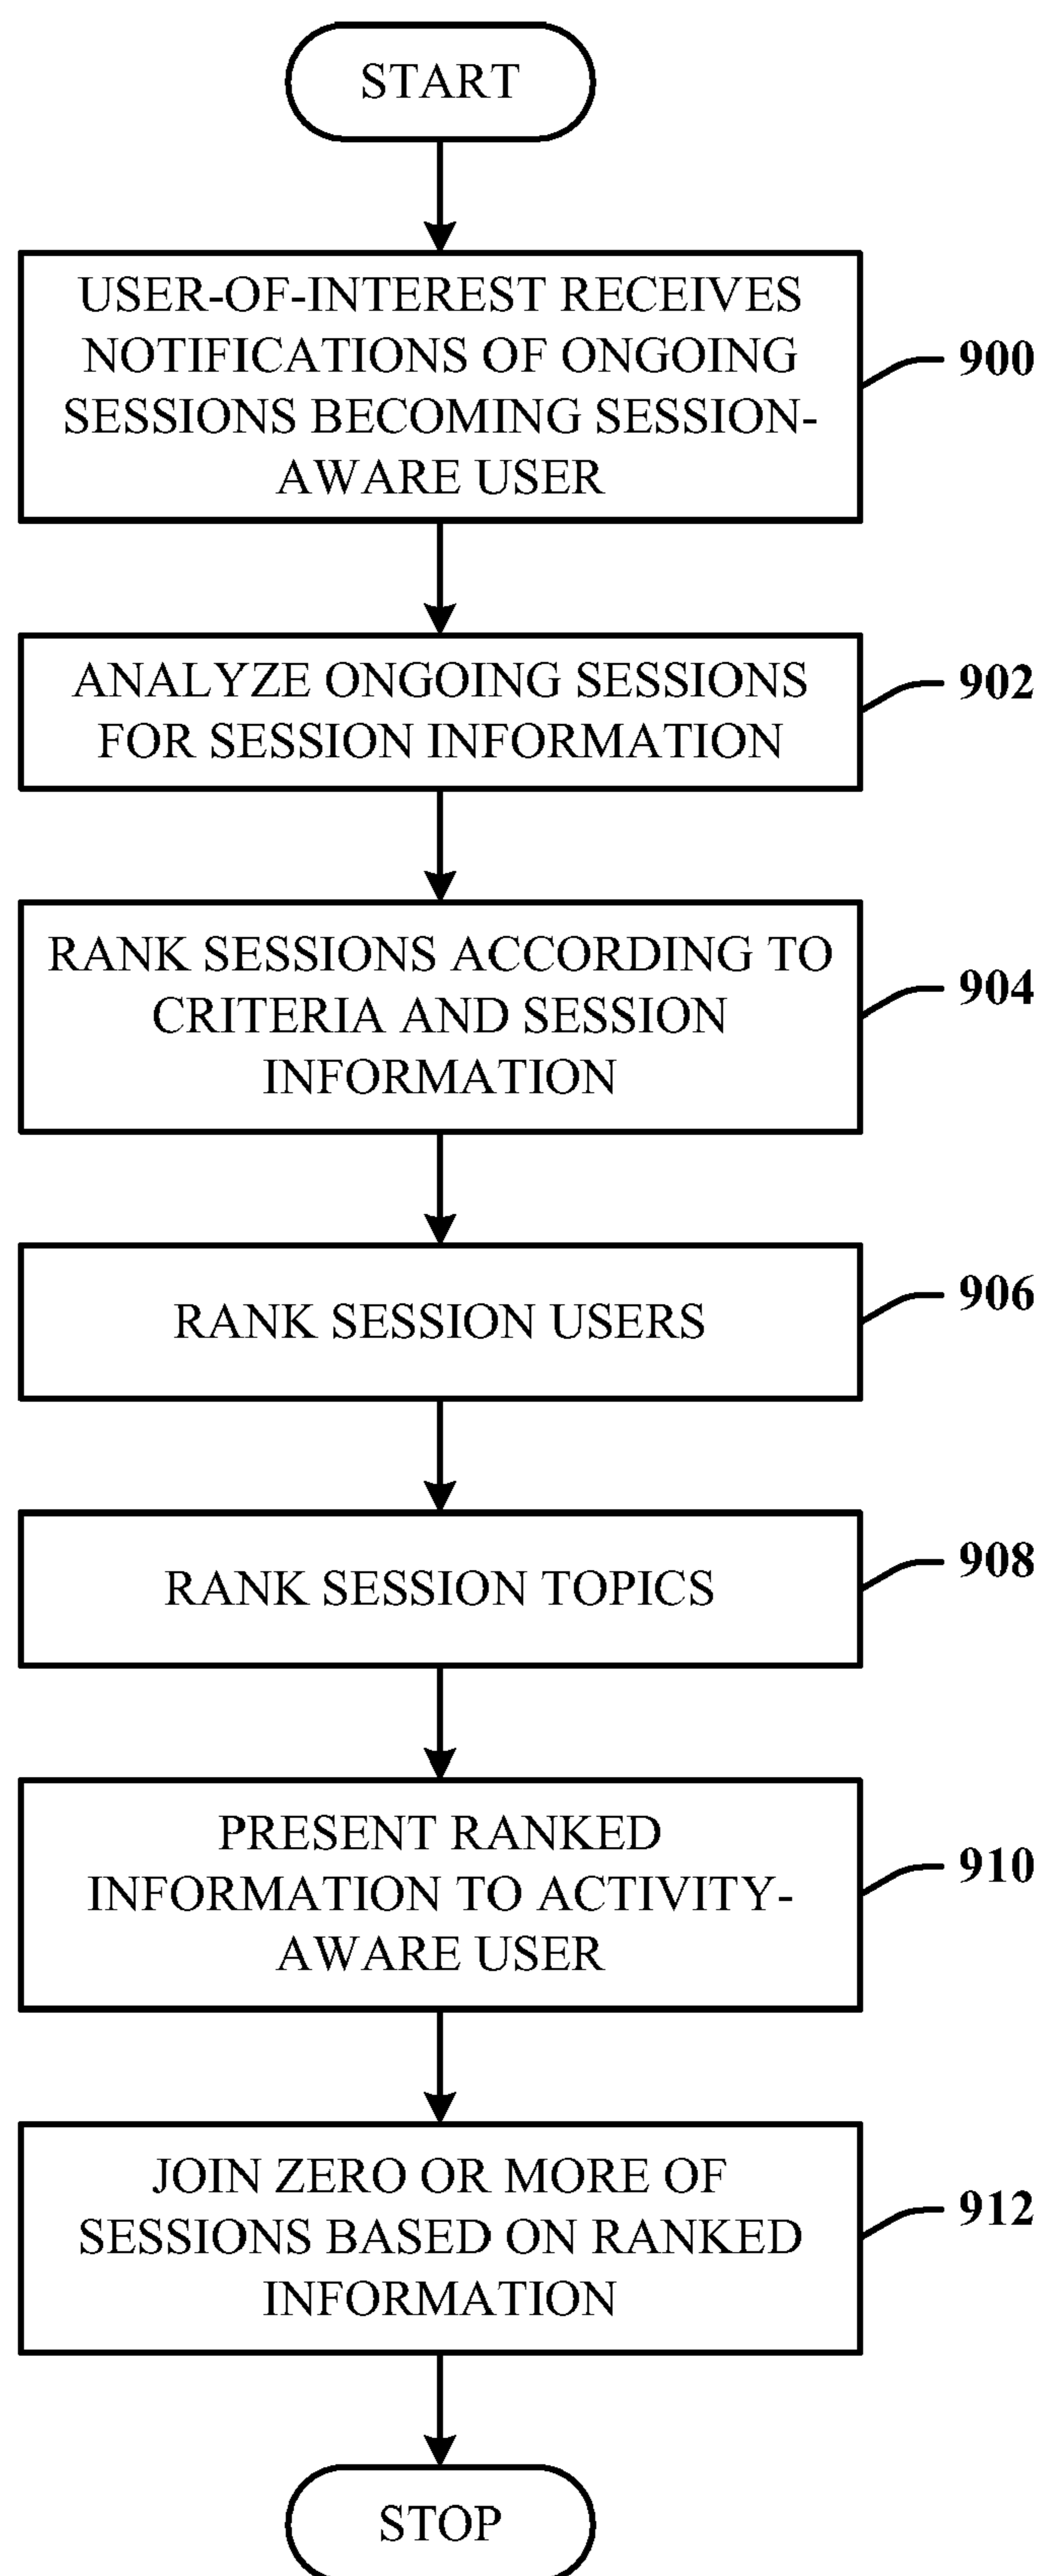 START
USER-OF-INTEREST RECEIVES
NOTIFICATIONS OF ONGOING
SESSIONS BECOMING SESSION-
AWARE USER
900
ANALYZE ONGOING SESSIONS
FOR SESSION INFORMATION
902
RANK SESSIONS ACCORDING TO
CRITERIA AND SESSION
INFORMATION
904
RANK SESSION USERS
906
RANK SESSION TOPICS
908
PRESENT RANKED
INFORMATION TO ACTIVITY-
AWARE USER
910
JOIN ZERO OR MORE OF
SESSIONS BASED ON RANKED
INFORMATION
912
STOP